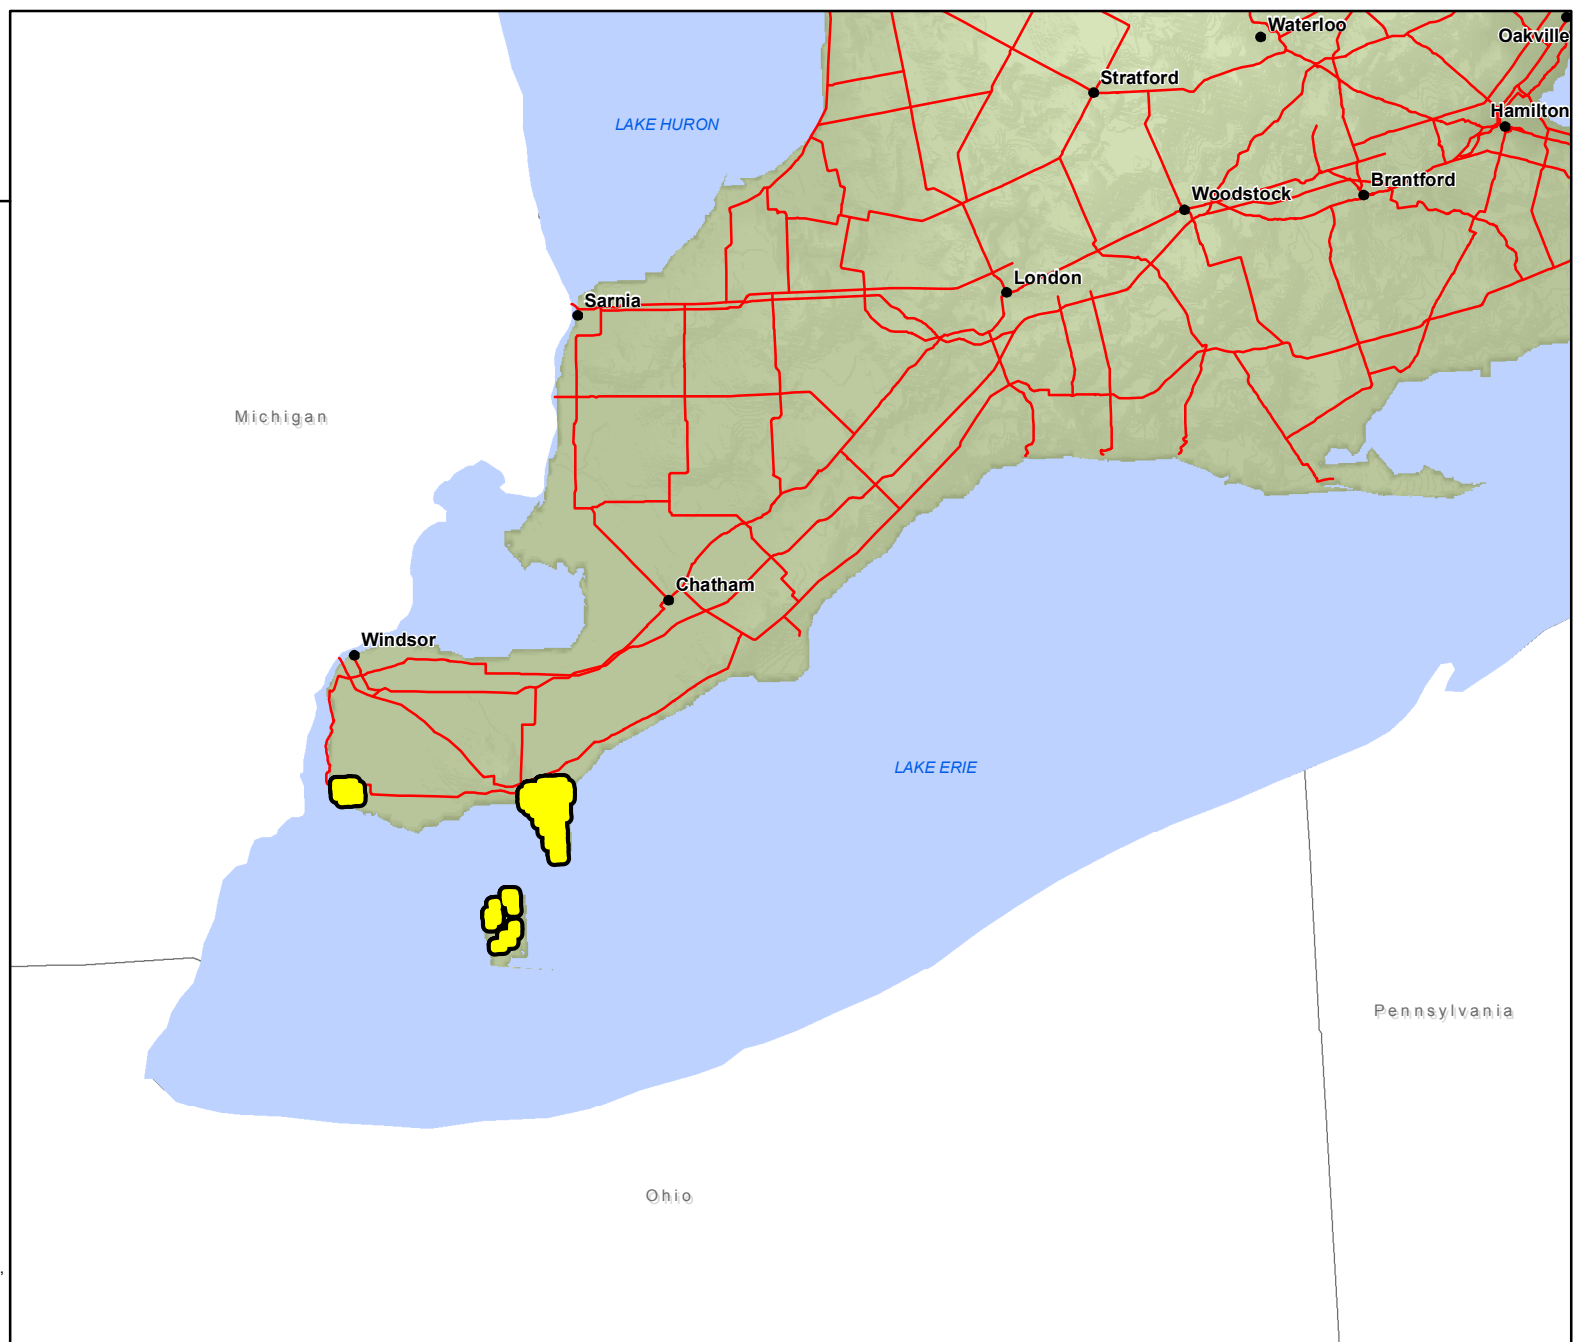 Waterloo
Oakville
Stratford
Hamilton
LAKE HURON
Brantford
Woodstock
London
Sarnia
Michigan
Chatham
Windsor
LAKE ERIE
Pennsylvania
Ohio
,